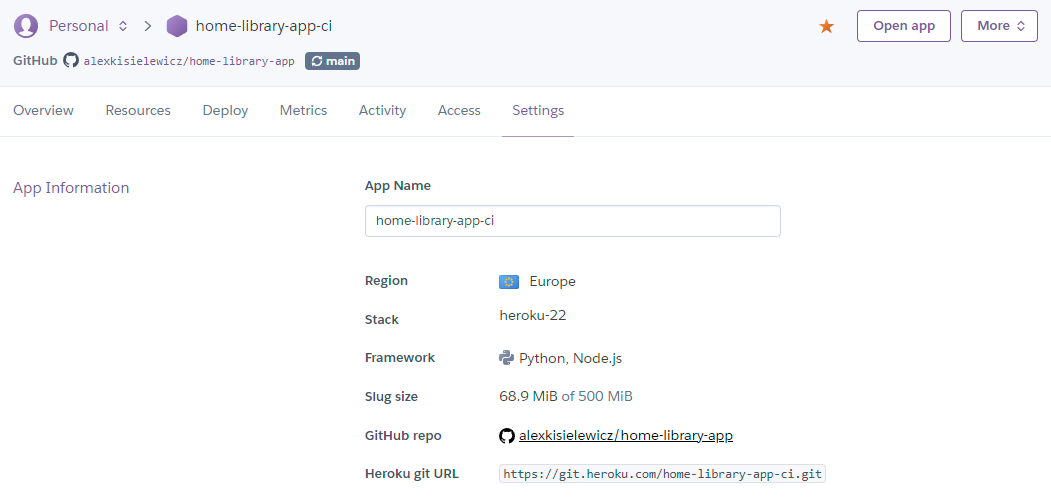 Personal home-library-app-ci Open app More
GitHub alexkisielewicz/home-library-app main
Overview Resources Deploy Metrics Activity Access Settings
App Information
App Name
home-library-app-ci
Region Europe
Stack heroku-22
Framework Python, Node.js
Slug size 68.9 MiB of 500 MiB
GitHub repo alexkisielewicz/home-library-app
Heroku git URL https://git.heroku.com/home-library-app-ci.git